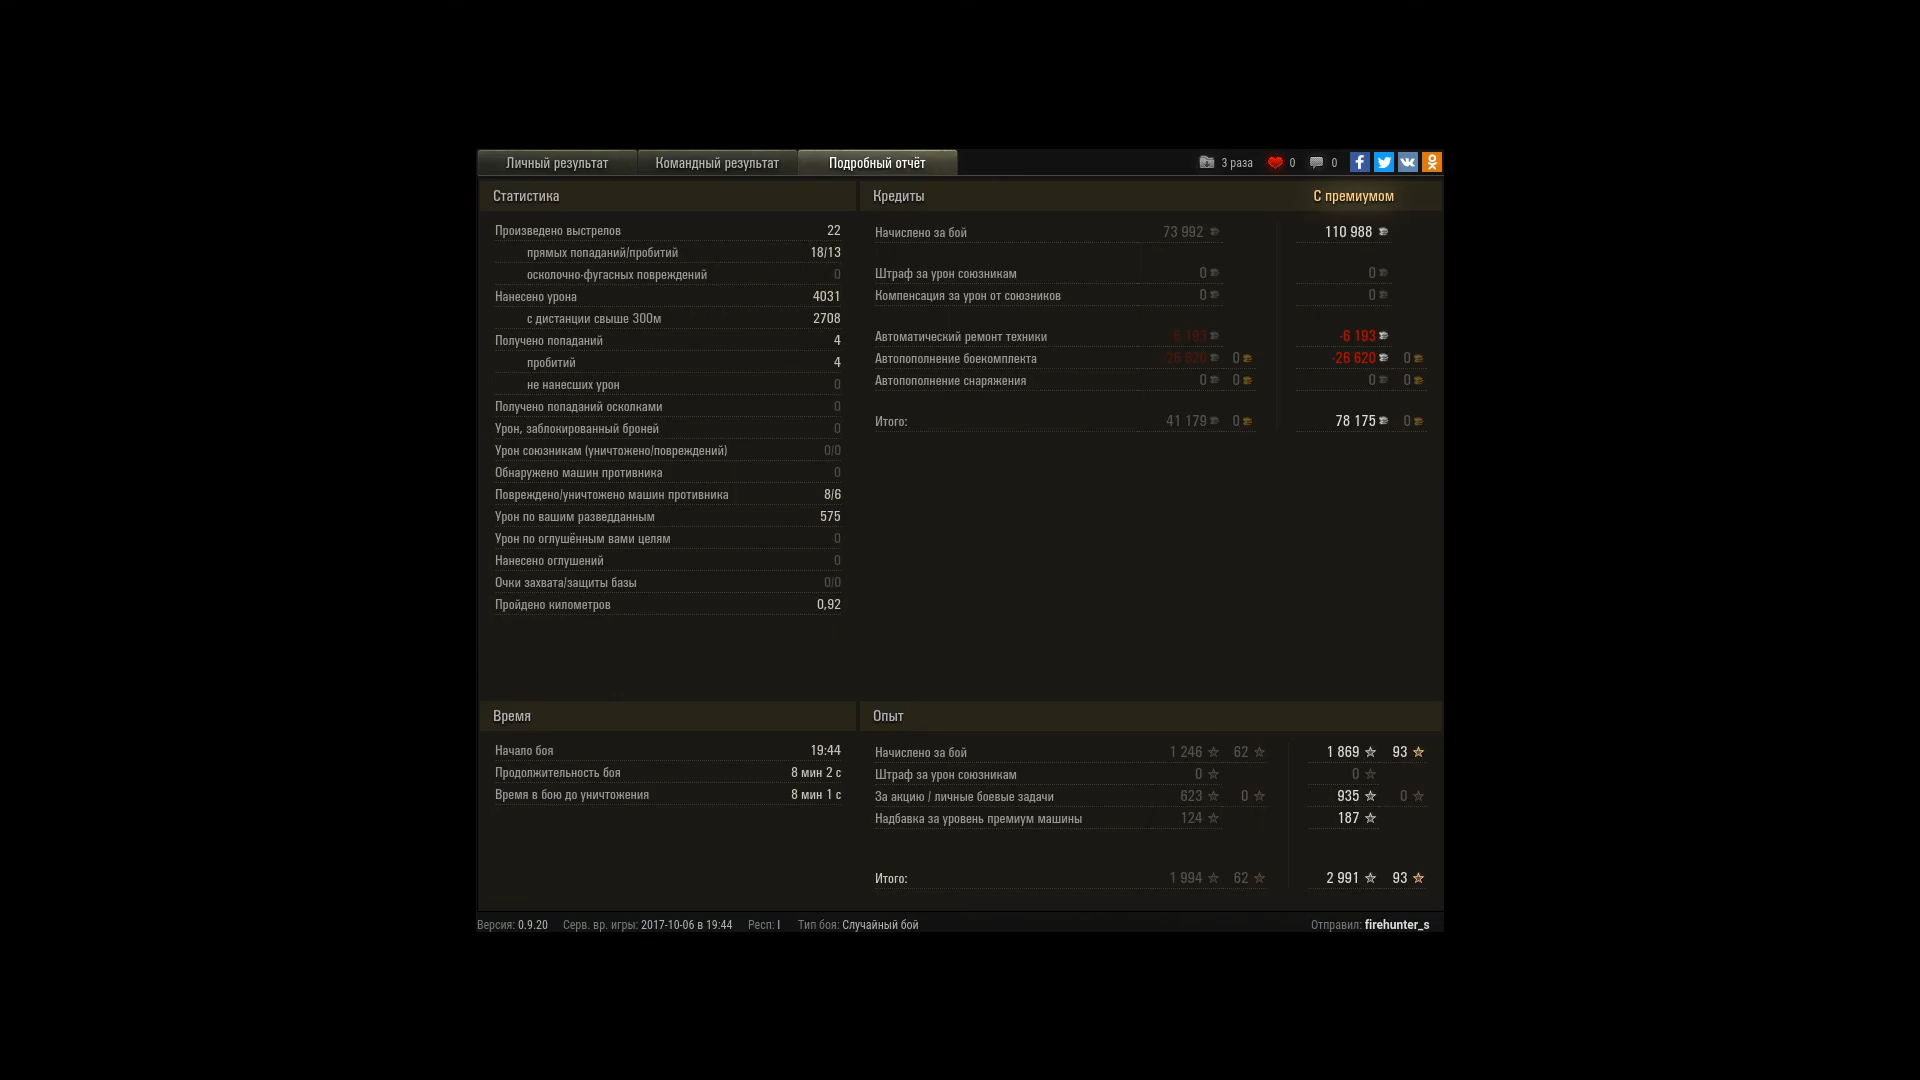 Личный результат Командный результат Подробный отчёт 3 раза 0 0
Статистика
Произведено выстрелов 22
прямых попаданий/пробитий 18/13
осколочно-фугасных повреждений 0
Нанесено урона 4031
с дистанции свыше 300м 2708
Получено попаданий 4
пробитий 4
не нанесших урон 0
Получено попаданий осколками 0
Урон, заблокированный броней 0
Урон союзникам (уничтожено/повреждений) 0/0
Обнаружено машин противника 0
Повреждено/уничтожено машин противника 8/6
Урон по вашим разведданным 575
Урон по оглушённым вами целям 0
Нанесено оглушений 0
Очки захвата/защиты базы 0/0
Пройдено километров 0,92
Кредиты С премиумом
Начислено за бой 73 992 110 988
Штраф за урон союзникам 0 0
Компенсация за урон от союзников 0 0
Автоматический ремонт техники -6 193 -6 193
Автопополнение боекомплекта -26 620 0 -26 620 0
Автопополнение снаряжения 0 0 0 0
Итого: 41 179 0 78 175 0
Время
Начало боя 19:44
Продолжительность боя 8 мин 2 с
Время в бою до уничтожения 8 мин 1 с
Опыт
Начислено за бой 1 246 62 1 869 93
Штраф за урон союзникам 0 0
За акцию / личные боевые задачи 623 0 935 0
Надбавка за уровень премиум машины 124 187
Итого: 1 994 62 2 991 93
Версия: 0.9.20 Серв. вр. игры: 2017-10-06 в 19:44 Респ: I Тип боя: Случайный бой Отправил: firehunter_s